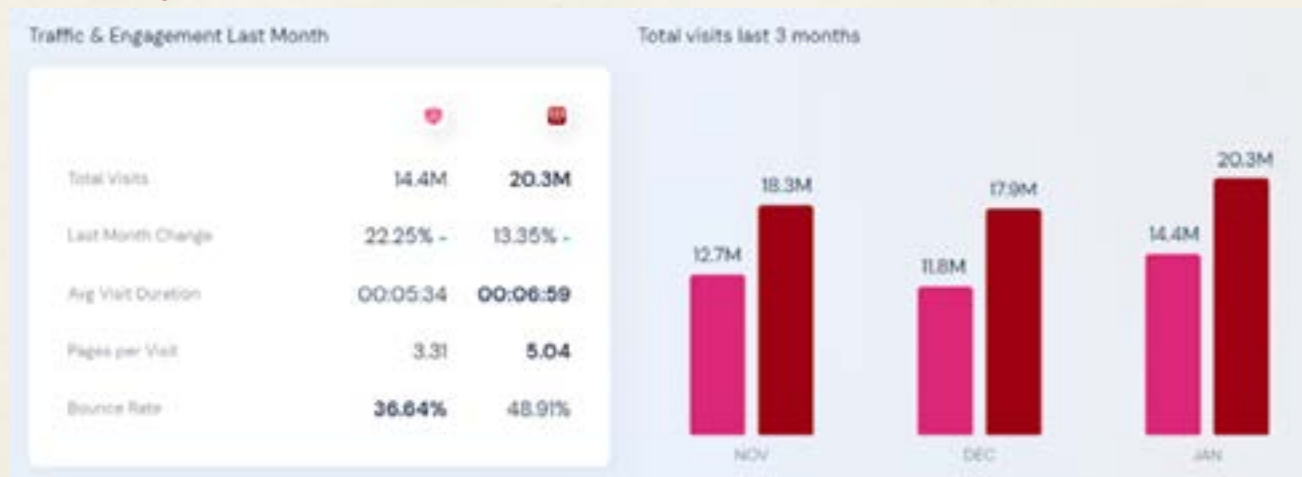 Traffic & Engagement Last Month
Total Visits 14.4M 20.3M
Last Month Change 22.25% - 13.35% -
Avg Visit Duration 00:05:34 00:06:59
Pages per Visit 3.31 5.04
Bounce Rate 36.64% 48.91%
Total visits last 3 months
12.7M 18.3M 11.8M 17.9M 14.4M 20.3M
NOV DEC JAN